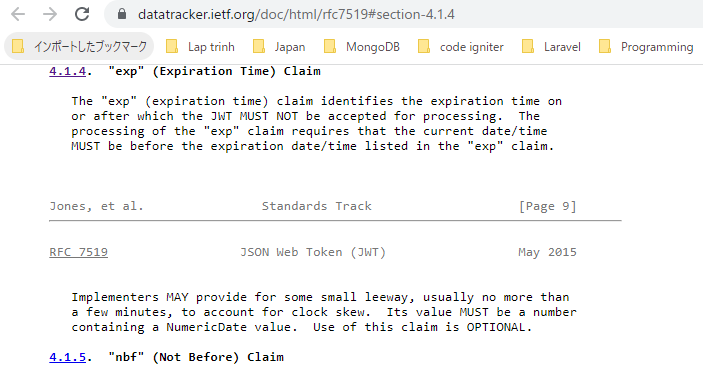 datatracker.ietf.org/doc/html/rfc7519#section-4.1.4
インポートしたブックマーク Lap trinh Japan MongoDB code igniter Laravel Programming
4.1.4. "exp" (Expiration Time) Claim
The "exp" (expiration time) claim identifies the expiration time on
or after which the JWT MUST NOT be accepted for processing. The
processing of the "exp" claim requires that the current date/time
MUST be before the expiration date/time listed in the "exp" claim.
Jones, et al. Standards Track [Page 9]
RFC 7519 JSON Web Token (JWT) May 2015
Implementers MAY provide for some small leeway, usually no more than
a few minutes, to account for clock skew. Its value MUST be a number
containing a NumericDate value. Use of this claim is OPTIONAL.
4.1.5. "nbf" (Not Before) Claim